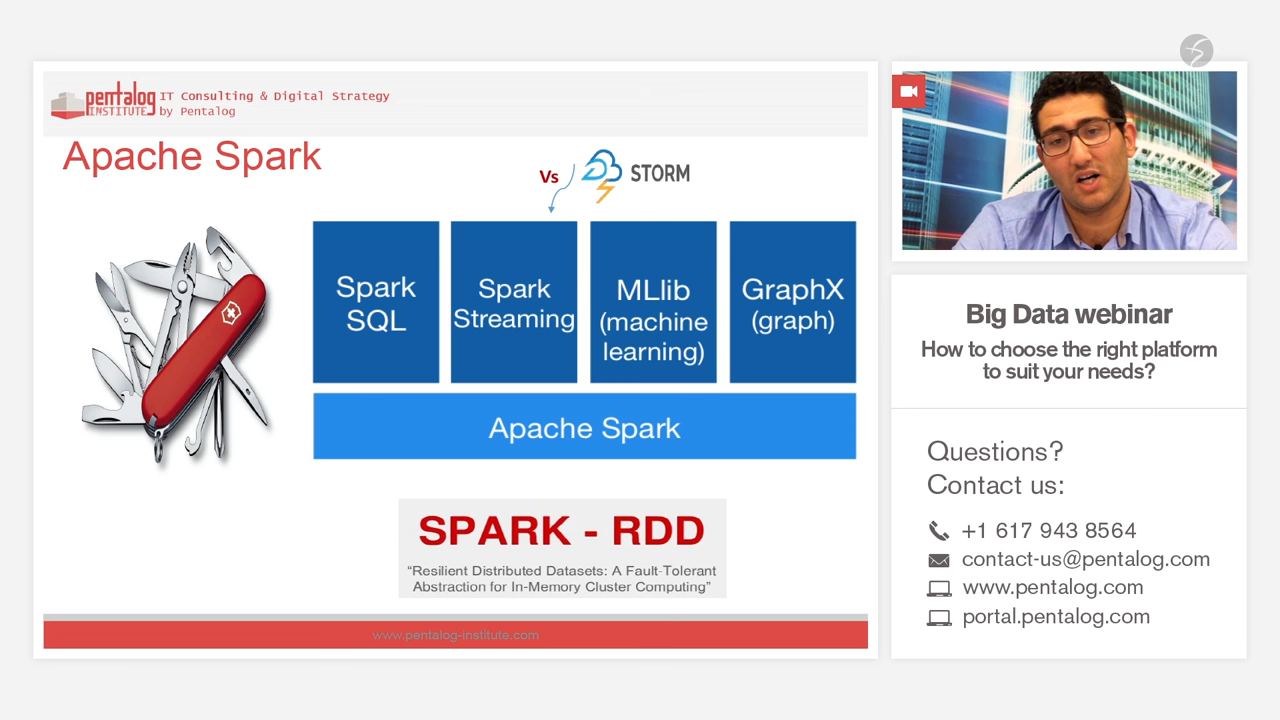 pentalog
INSTITUTE
IT Consulting & Digital Strategy
by Pentalog
Apache Spark
Vs
STORM
Spark
SQL
Spark
Streaming
MLlib
(machine
learning)
GraphX
(graph)
Apache Spark
SPARK - RDD
“Resilient Distributed Datasets: A Fault-Tolerant
Abstraction for In-Memory Cluster Computing”
www.pentalog-institute.com
Big Data webinar
How to choose the right platform
to suit your needs?
Questions?
Contact us:
+1 617 943 8564
contact-us@pentalog.com
www.pentalog.com
portal.pentalog.com